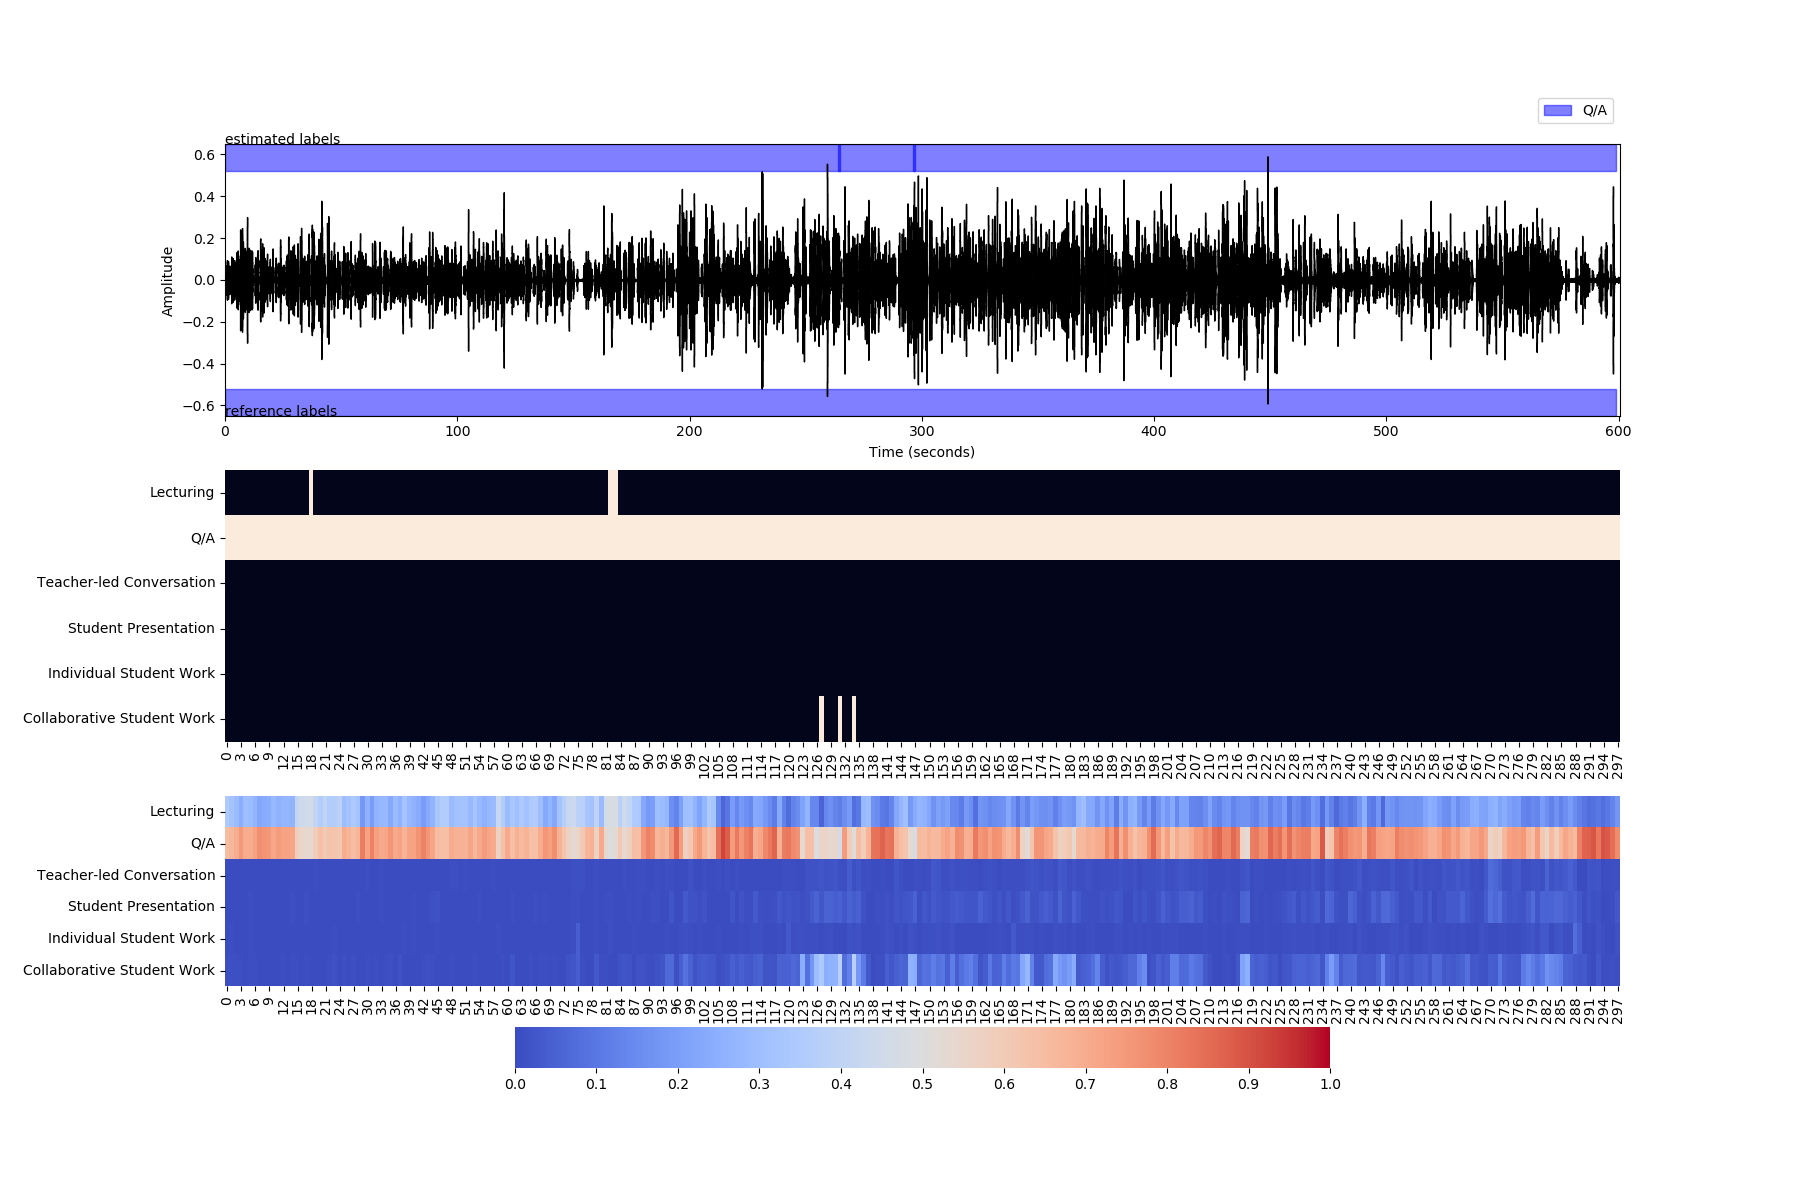 Q/A
estimated labels
0.6
0.4
0.2
0.0
−0.2
−0.4
−0.6
Amplitude
reference labels
0 100 200 300 400 500 600
Time (seconds)
Lecturing
Q/A
Teacher-led Conversation
Student Presentation
Individual Student Work
Collaborative Student Work
0 3 6 9 12 15 18 21 24 27 30 33 36 39 42 45 48 51 54 57 60 63 66 69 72 75 78 81 84 87 90 93 96 99 102 105 108 111 114 117 120 123 126 129 132 135 138 141 144 147 150 153 156 159 162 165 168 171 174 177 180 183 186 189 192 195 198 201 204 207 210 213 216 219 222 225 228 231 234 237 240 243 246 249 252 255 258 261 264 267 270 273 276 279 282 285 288 291 294 297
Lecturing
Q/A
Teacher-led Conversation
Student Presentation
Individual Student Work
Collaborative Student Work
0 3 6 9 12 15 18 21 24 27 30 33 36 39 42 45 48 51 54 57 60 63 66 69 72 75 78 81 84 87 90 93 96 99 102 105 108 111 114 117 120 123 126 129 132 135 138 141 144 147 150 153 156 159 162 165 168 171 174 177 180 183 186 189 192 195 198 201 204 207 210 213 216 219 222 225 228 231 234 237 240 243 246 249 252 255 258 261 264 267 270 273 276 279 282 285 288 291 294 297
0.0 0.1 0.2 0.3 0.4 0.5 0.6 0.7 0.8 0.9 1.0